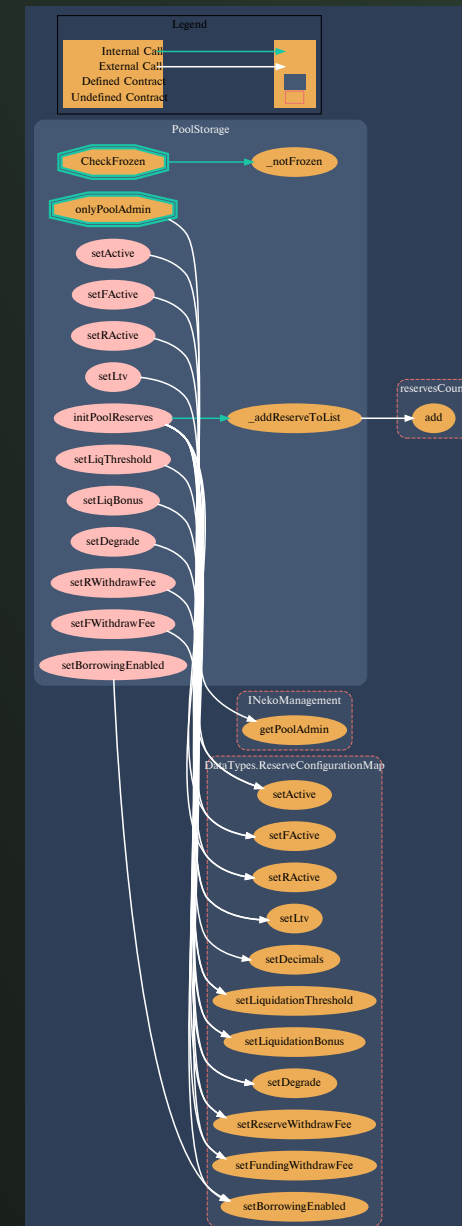 Legend
Internal Call
External Call
Defined Contract
Undefined Contract
PoolStorage
CheckFrozen
_notFrozen
onlyPoolAdmin
setActive
setFActive
setRActive
setLtv
initPoolReserves
_addReserveToList
reservesCoun
add
setLiqThreshold
setLiqBonus
setDegrade
setRWithdrawFee
setFWithdrawFee
setBorrowingEnabled
INekoManagement
getPoolAdmin
DataTypes.ReserveConfigurationMap
setActive
setFActive
setRActive
setLtv
setDecimals
setLiquidationThreshold
setLiquidationBonus
setDegrade
setReserveWithdrawFee
setFundingWithdrawFee
setBorrowingEnabled